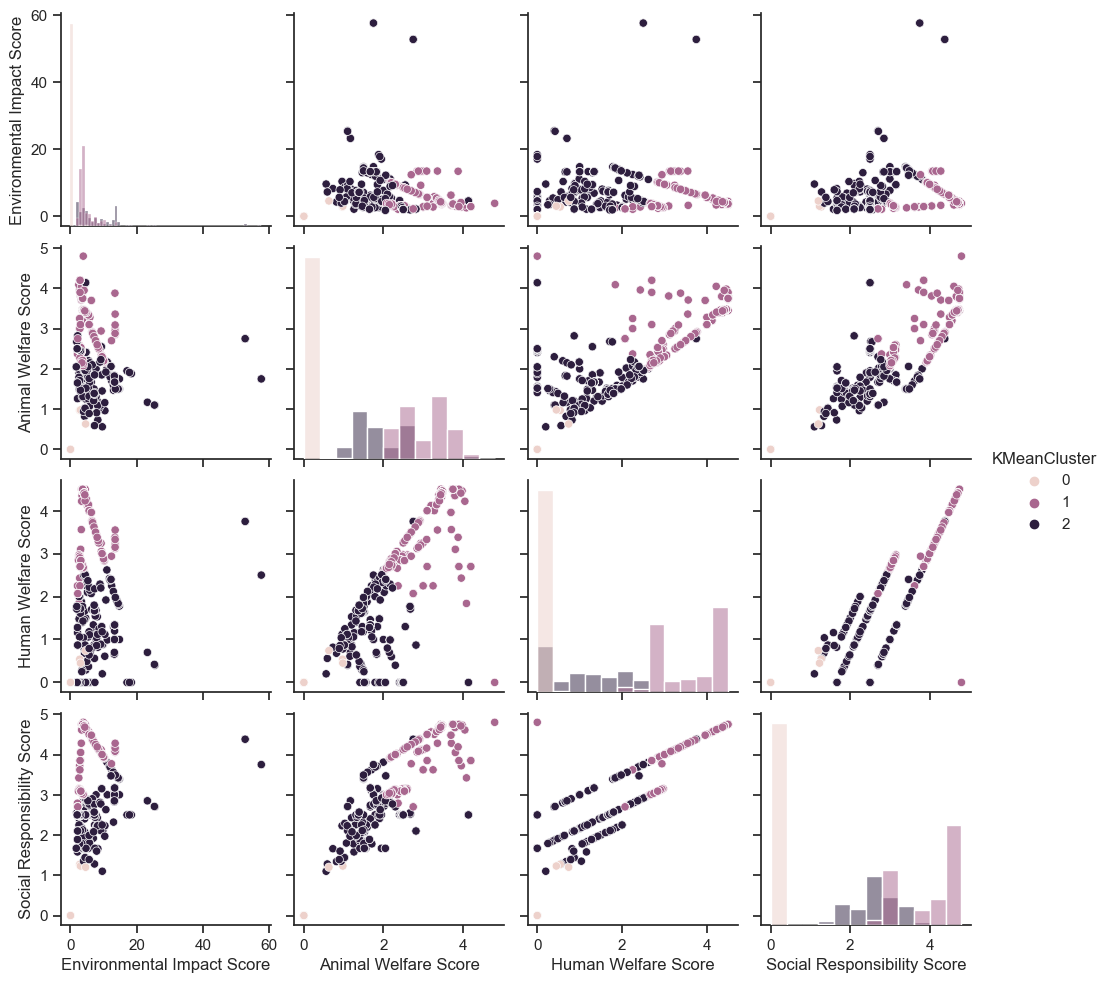 Environmental Impact Score
60
40
20
0
Animal Welfare Score
5
4
3
2
1
0
KMeanCluster
0
1
2
Human Welfare Score
4
3
2
1
0
Social Responsibility Score
5
4
3
2
1
0
0 20 40 60
0 2 4
0 2 4
0 2 4
Environmental Impact Score
Animal Welfare Score
Human Welfare Score
Social Responsibility Score